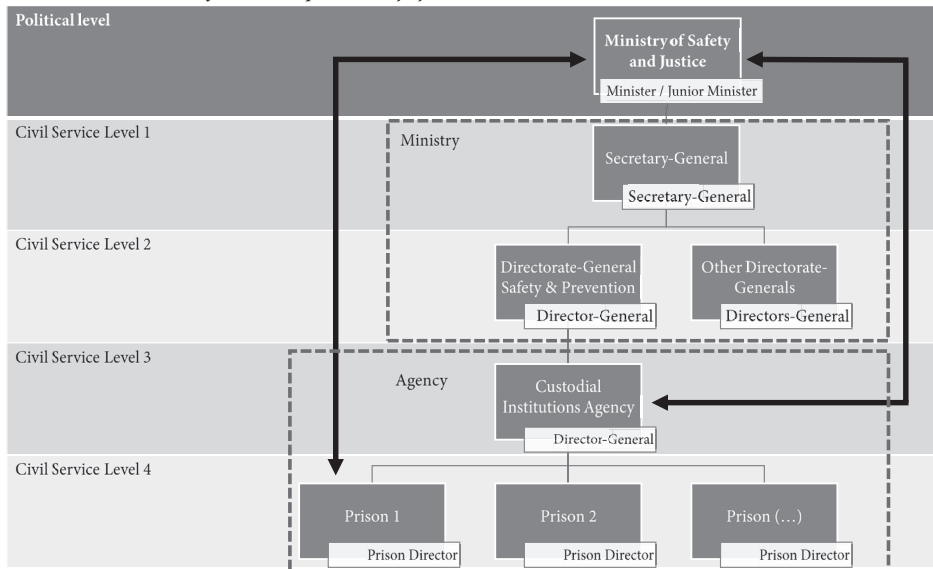 Political level
Ministry of Safety
and Justice
Minister / Junior Minister
Civil Service Level 1
Ministry
Secretary-General
Secretary-General
Civil Service Level 2
Directorate-General
Safety & Prevention
Director-General
Other Directorate-
Generals
Directors-General
Civil Service Level 3
Agency
Custodial
Institutions Agency
Director-General
Civil Service Level 4
Prison 1
Prison Director
Prison 2
Prison Director
Prison (...)
Prison Director